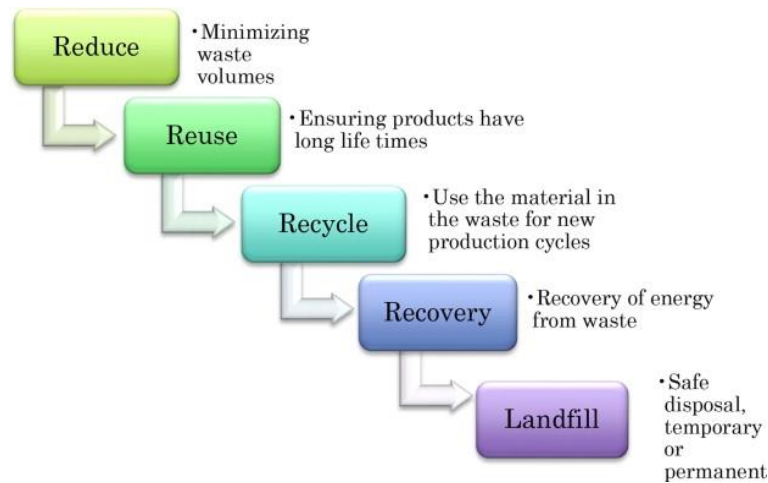 Reduce
•Minimizing
waste
volumes
Reuse
•Ensuring products have
long life times
Recycle
•Use the material in
the waste for new
production cycles
Recovery
•Recovery of energy
from waste
Landfill
•Safe
disposal,
temporary
or
permanent